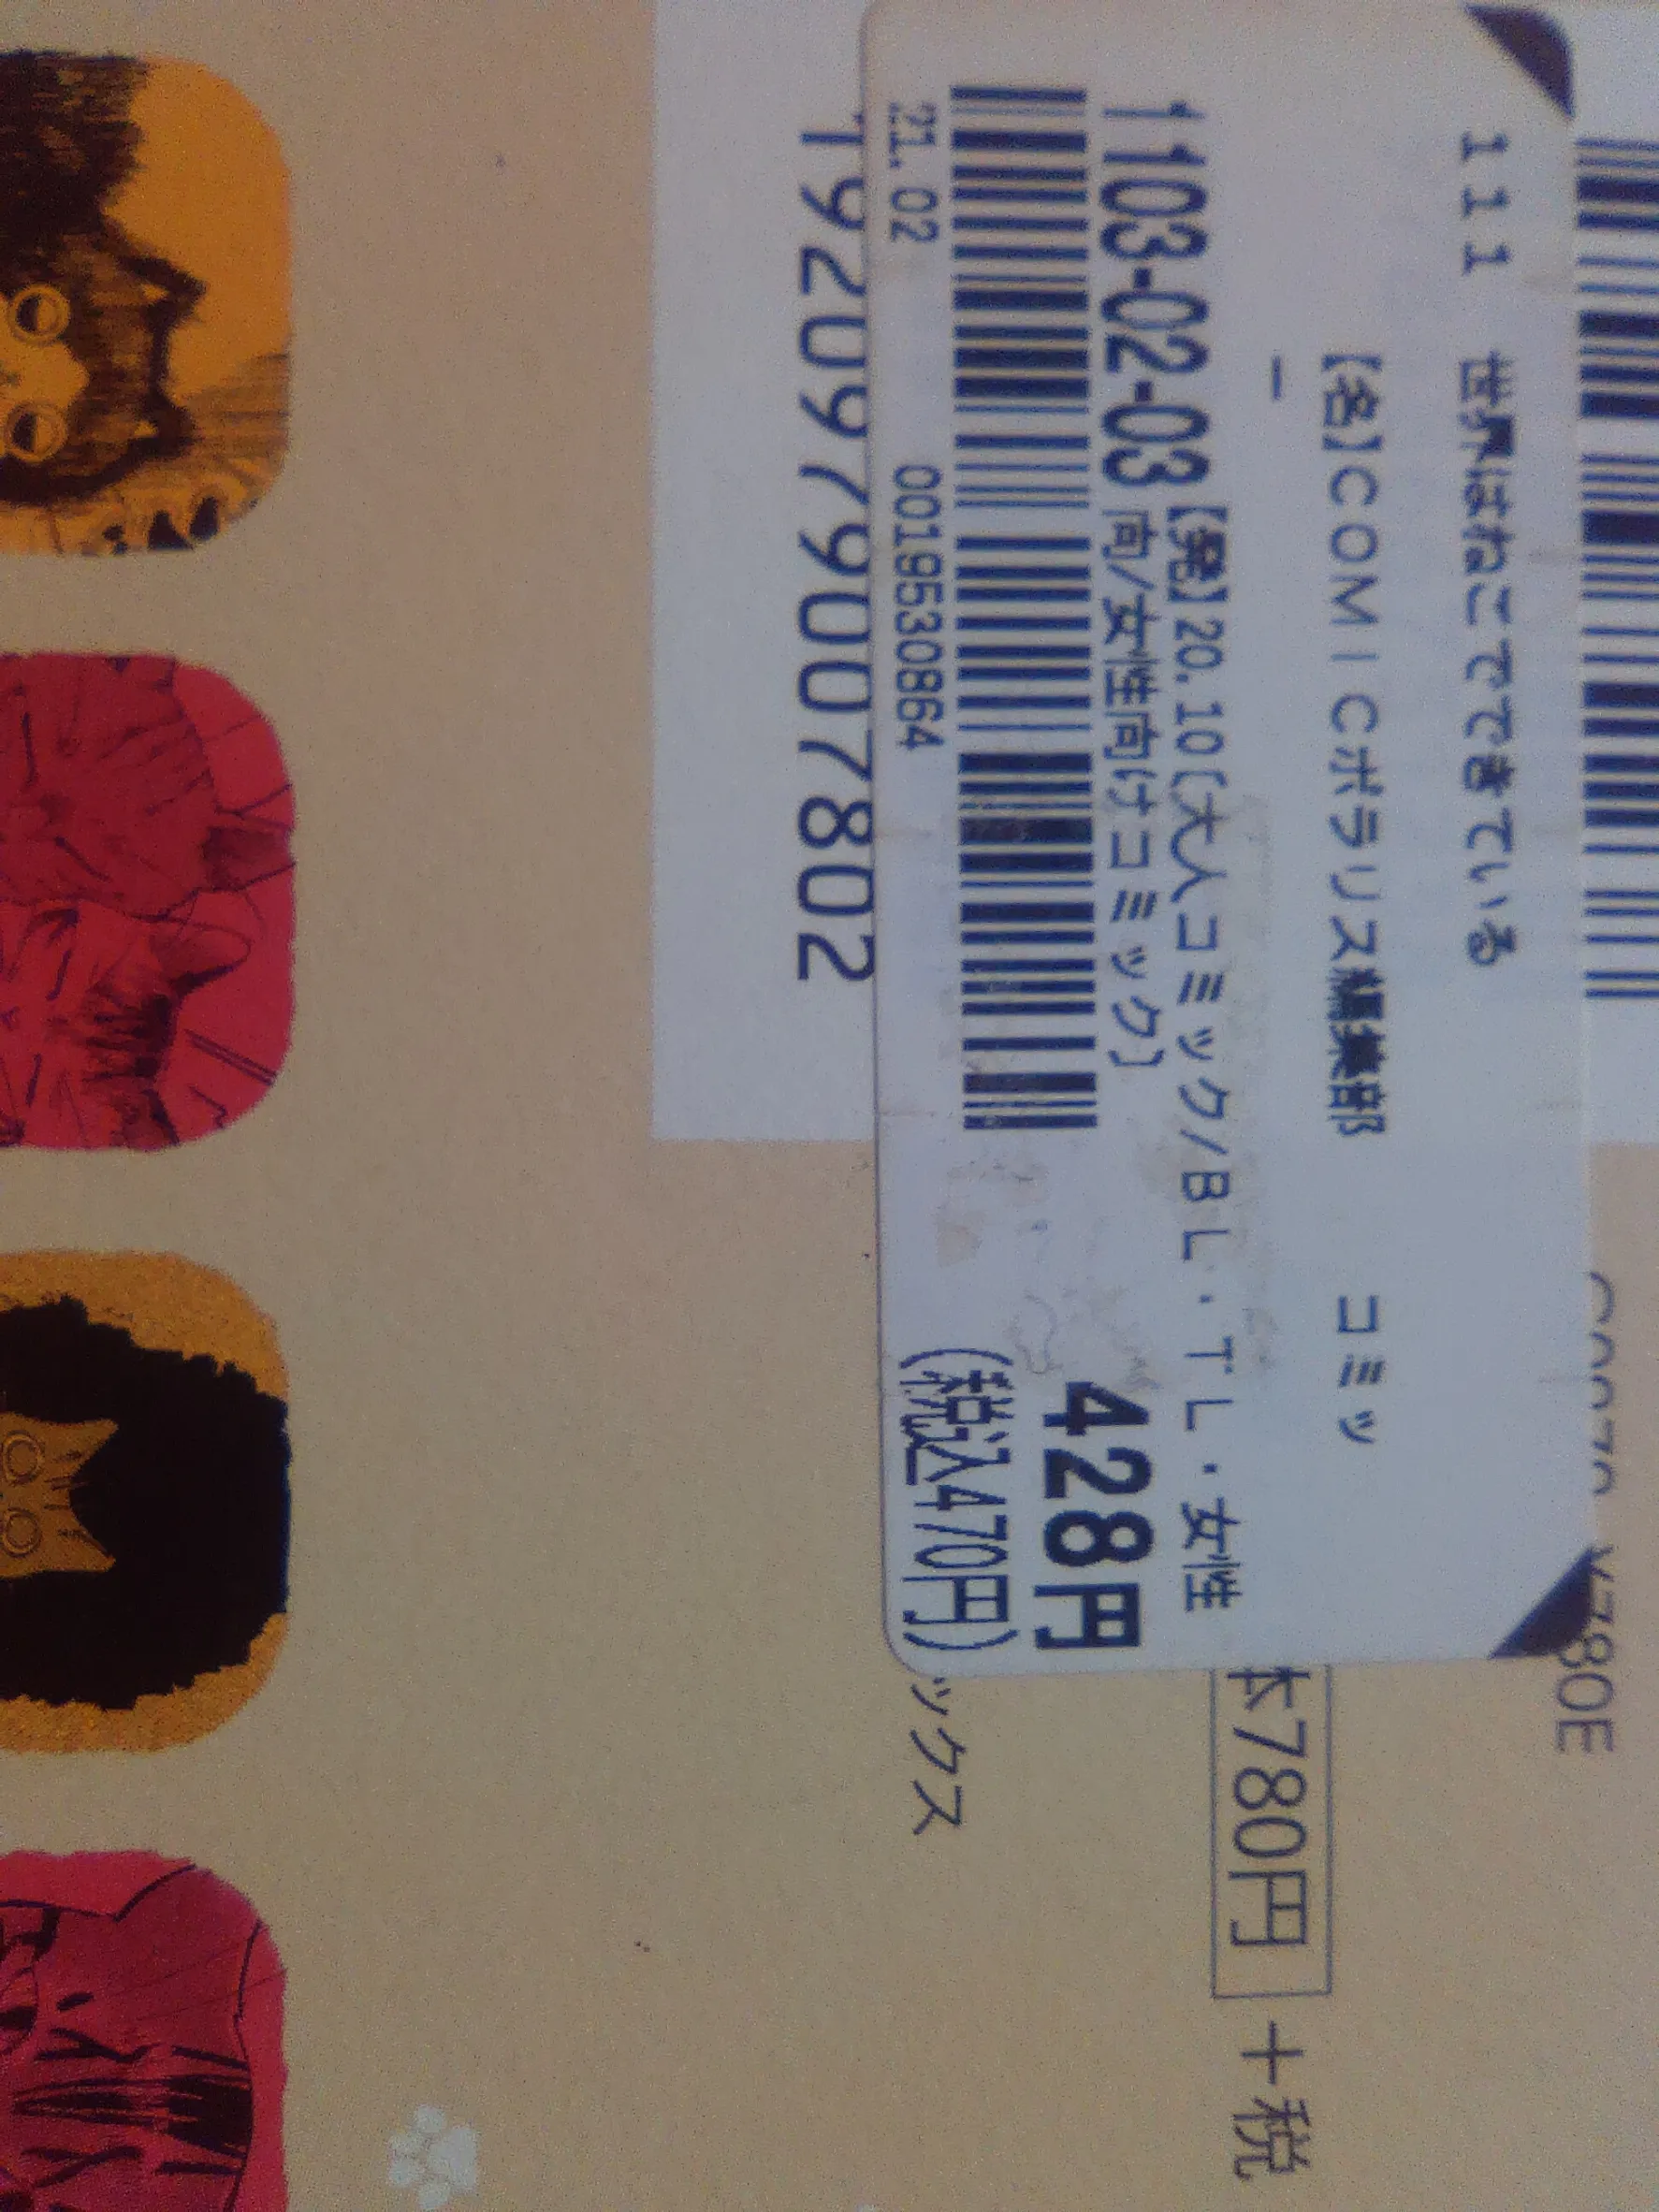 111 世界はねこでできている
【名】COMICポラリス編集部 コミッ
ー
1103-02-03
【発】20.10〔大人コミック/BL・TL・女性
向/女性向けコミック〕
428円
(税込470円)
21.02
0019530864
1920979007802
780E
本780円
+税
ックス